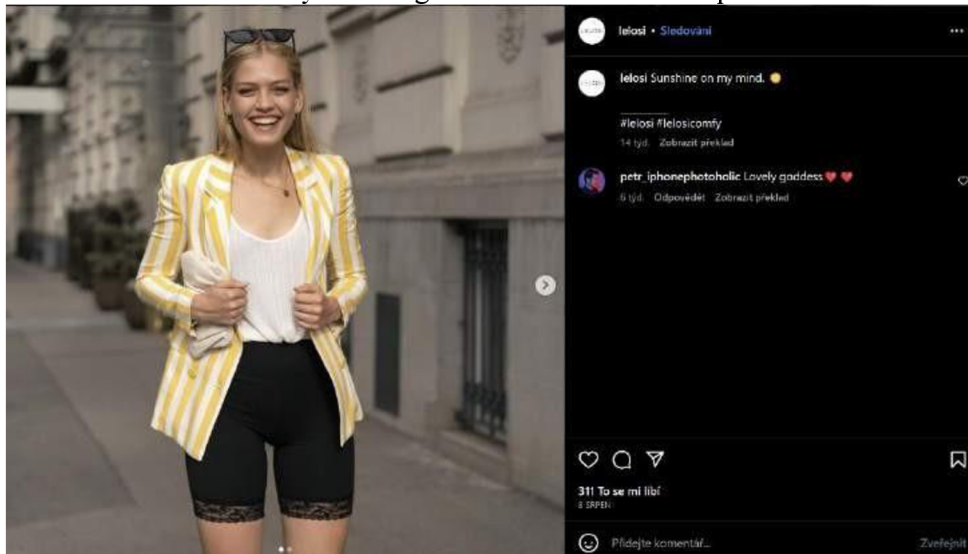 lelosi • Sledování
lelosi Sunshine on my mind.
#lelosi #lelosicomfy
14 týd. Zobrazit překlad
petr_iphonephotoholic Lovely goddess
6 týd. Odpovědět Zobrazit překlad
311 To se mi líbí
8 SRPEN
Přidejte komentář...
Zveřejnit